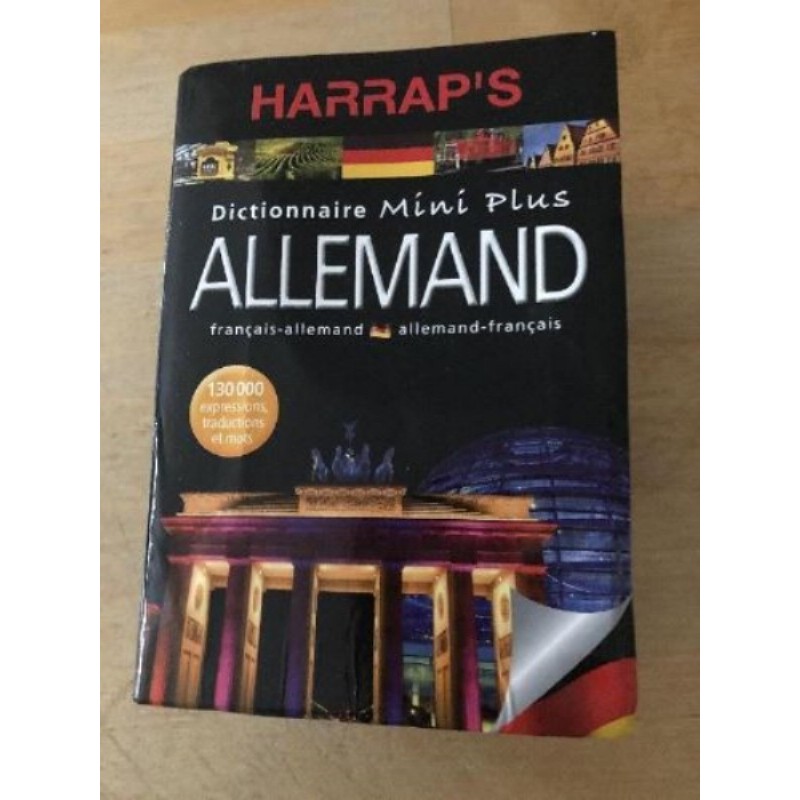 HARRAP'S
Dictionnaire Mini Plus
ALLEMAND
français-allemand allemand-français
130 000
expressions,
traductions
et mots